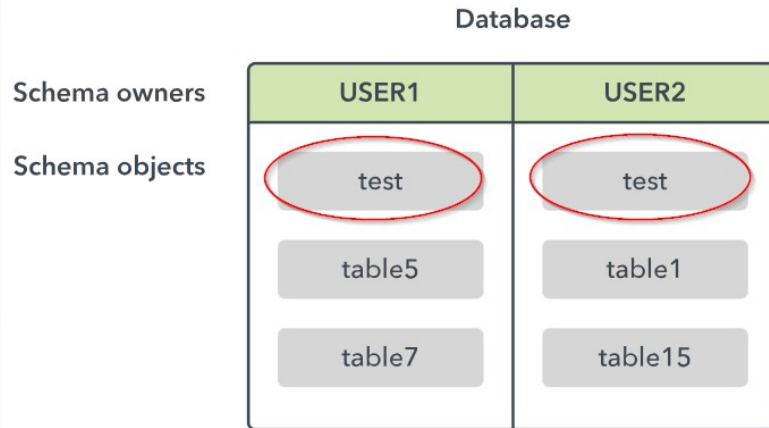 Database
Schema owners USER1 USER2
Schema objects test test
table5 table1
table7 table15